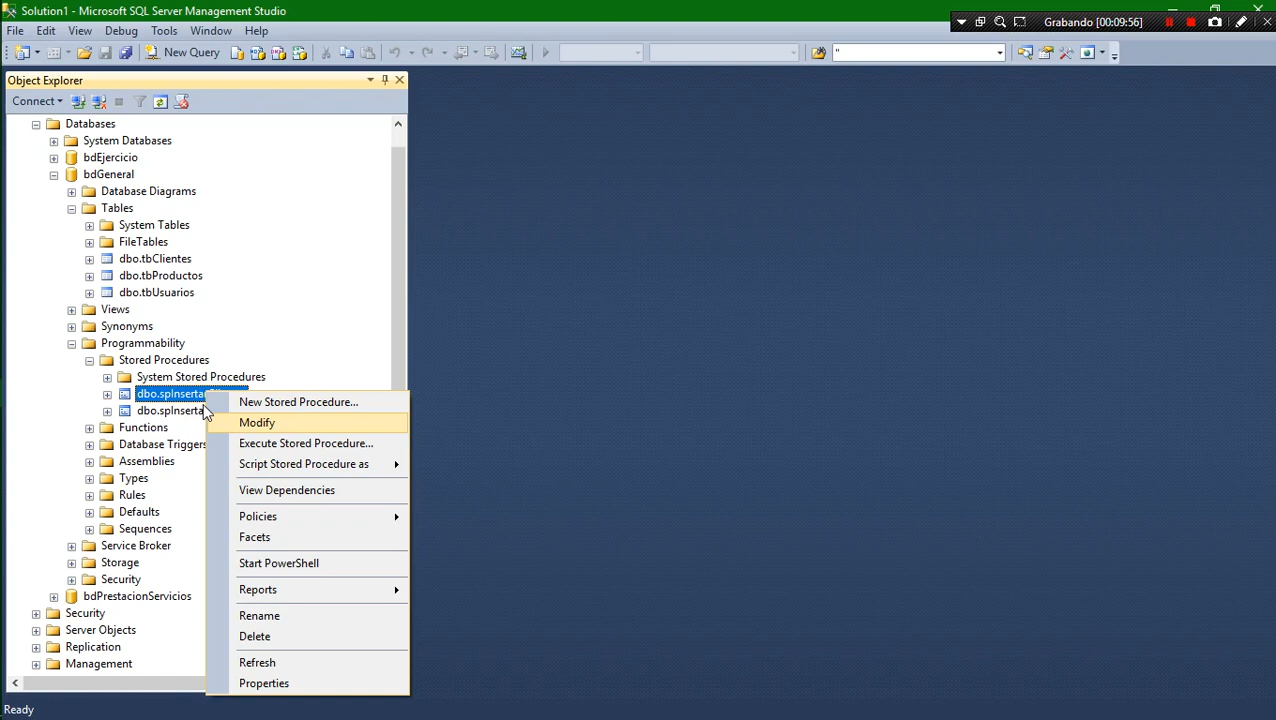 Solution1 - Microsoft SQL Server Management Studio
Grabando [00:09:56]
File Edit View Debug Tools Window Help
New Query
"
Object Explorer
Connect
Databases
System Databases
bdEjercicio
bdGeneral
Database Diagrams
Tables
System Tables
FileTables
dbo.tbClientes
dbo.tbProductos
dbo.tbUsuarios
Views
Synonyms
Programmability
Stored Procedures
System Stored Procedures
dbo.spInserta
dbo.spInserta
Functions
Database Triggers
Assemblies
Types
Rules
Defaults
Sequences
Service Broker
Storage
Security
bdPrestacionServicios
Security
Server Objects
Replication
Management
New Stored Procedure...
Modify
Execute Stored Procedure...
Script Stored Procedure as
View Dependencies
Policies
Facets
Start PowerShell
Reports
Rename
Delete
Refresh
Properties
Ready